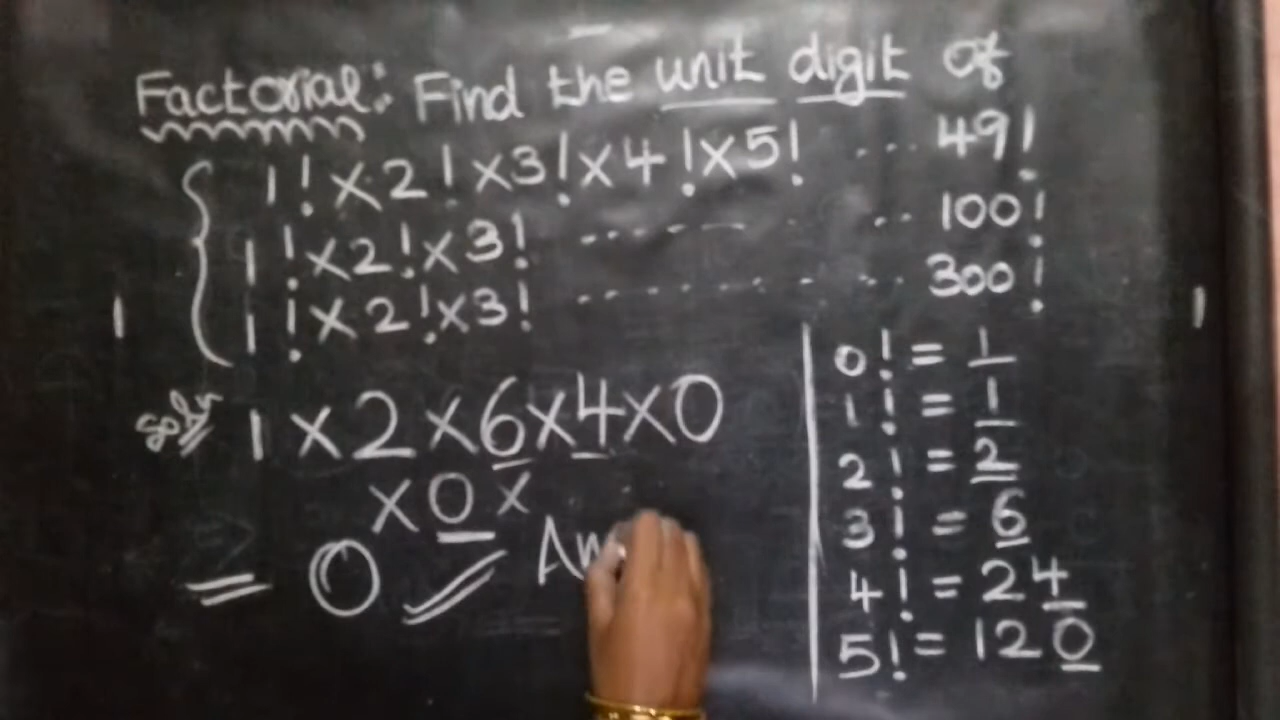 Factorial: Find the unit digit of
1! × 2! × 3! × 4! × 5! ... 49!
1! × 2! × 3! ............ 100!
1! × 2! × 3! ............ 300!
Soln 1 × 2 × 6 × 4 × 0
× 0 ×
= 0 An
0! = 1
1! = 1
2! = 2
3! = 6
4! = 24
5! = 120